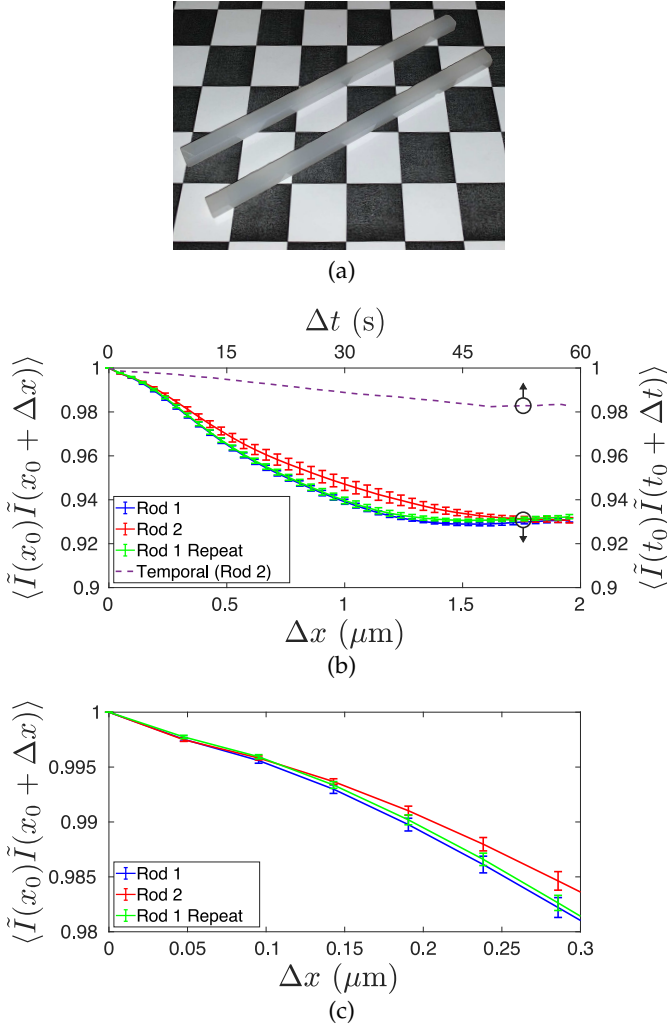 (a)
Δt (s)
0 15 30 45 60
1 1
0.98 0.98
0.96 0.96
0.94 0.94
0.92 0.92
0.9 0.9
⟨Ĩ(x₀)Ĩ(x₀ + Δx)⟩
⟨Ĩ(t₀)Ĩ(t₀ + Δt)⟩
Rod 1
Rod 2
Rod 1 Repeat
Temporal (Rod 2)
0 0.5 1 1.5 2
Δx (μm)
(b)
⟨Ĩ(x₀)Ĩ(x₀ + Δx)⟩
1
0.995
0.99
0.985
0.98
Rod 1
Rod 2
Rod 1 Repeat
0 0.05 0.1 0.15 0.2 0.25 0.3
Δx (μm)
(c)